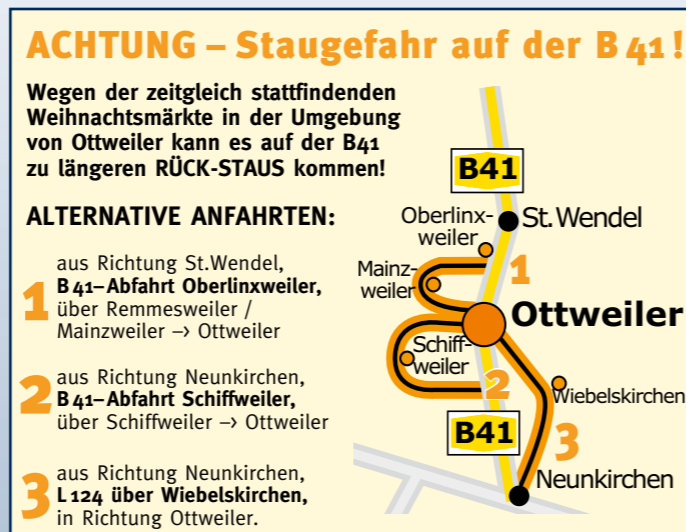 ACHTUNG – Staugefahr auf der B 41 !
Wegen der zeitgleich stattfindenden
Weihnachtsmärkte in der Umgebung
von Ottweiler kann es auf der B41
zu längeren RÜCK-STAUS kommen!
ALTERNATIVE ANFAHRTEN:
1
aus Richtung St.Wendel,
B 41–Abfahrt Oberlinxweiler,
über Remmesweiler /
Mainzweiler –> Ottweiler
2
aus Richtung Neunkirchen,
B 41–Abfahrt Schiffweiler,
über Schiffweiler –> Ottweiler
3
aus Richtung Neunkirchen,
L 124 über Wiebelskirchen,
in Richtung Ottweiler.
B41
Oberlinx-
weiler
St. Wendel
1
Mainz-
weiler
Ottweiler
Schiff-
weiler
2
Wiebelskirchen
B41
3
Neunkirchen